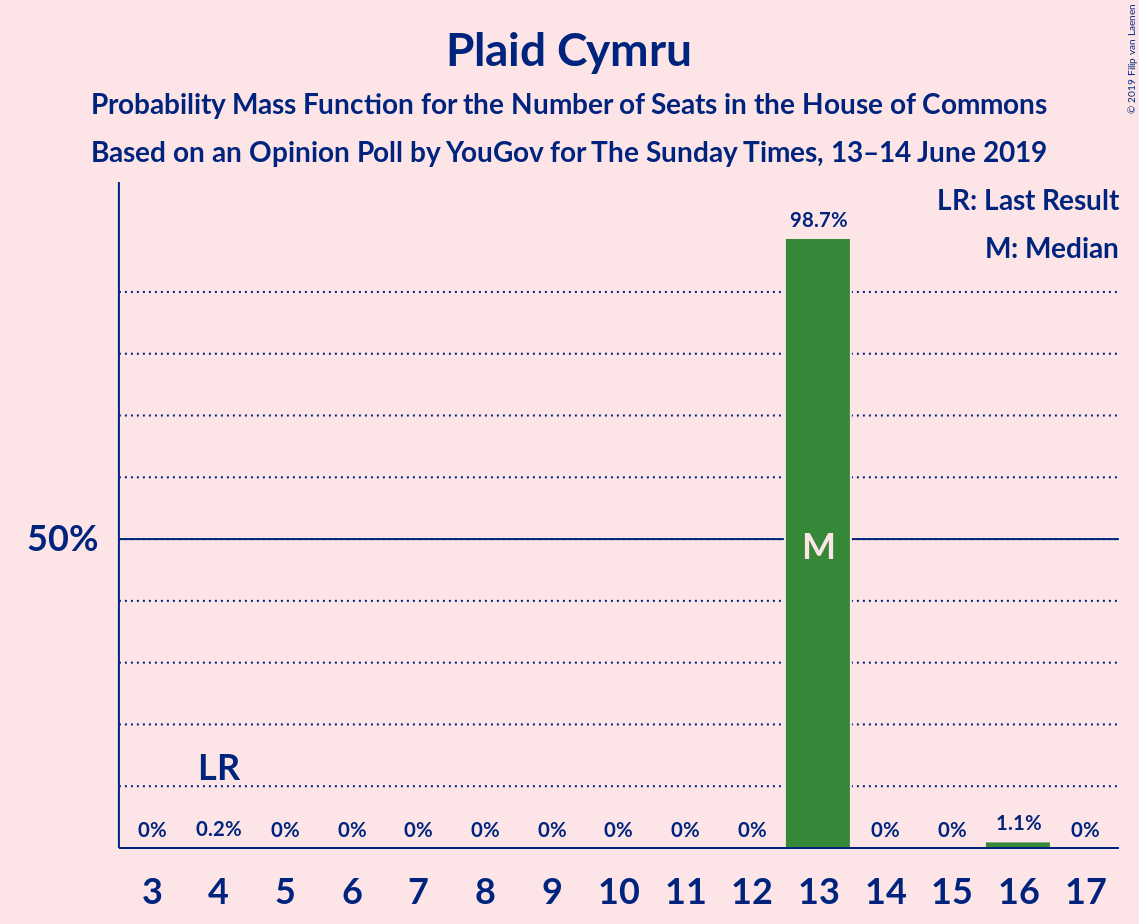 Plaid Cymru
Probability Mass Function for the Number of Seats in the House of Commons
Based on an Opinion Poll by YouGov for The Sunday Times, 13–14 June 2019
© 2019 Filip van Laenen
LR: Last Result
M: Median
98.7%
50%
M
LR
0% 0.2% 0% 0% 0% 0% 0% 0% 0% 0% 0% 0% 1.1% 0%
3 4 5 6 7 8 9 10 11 12 13 14 15 16 17